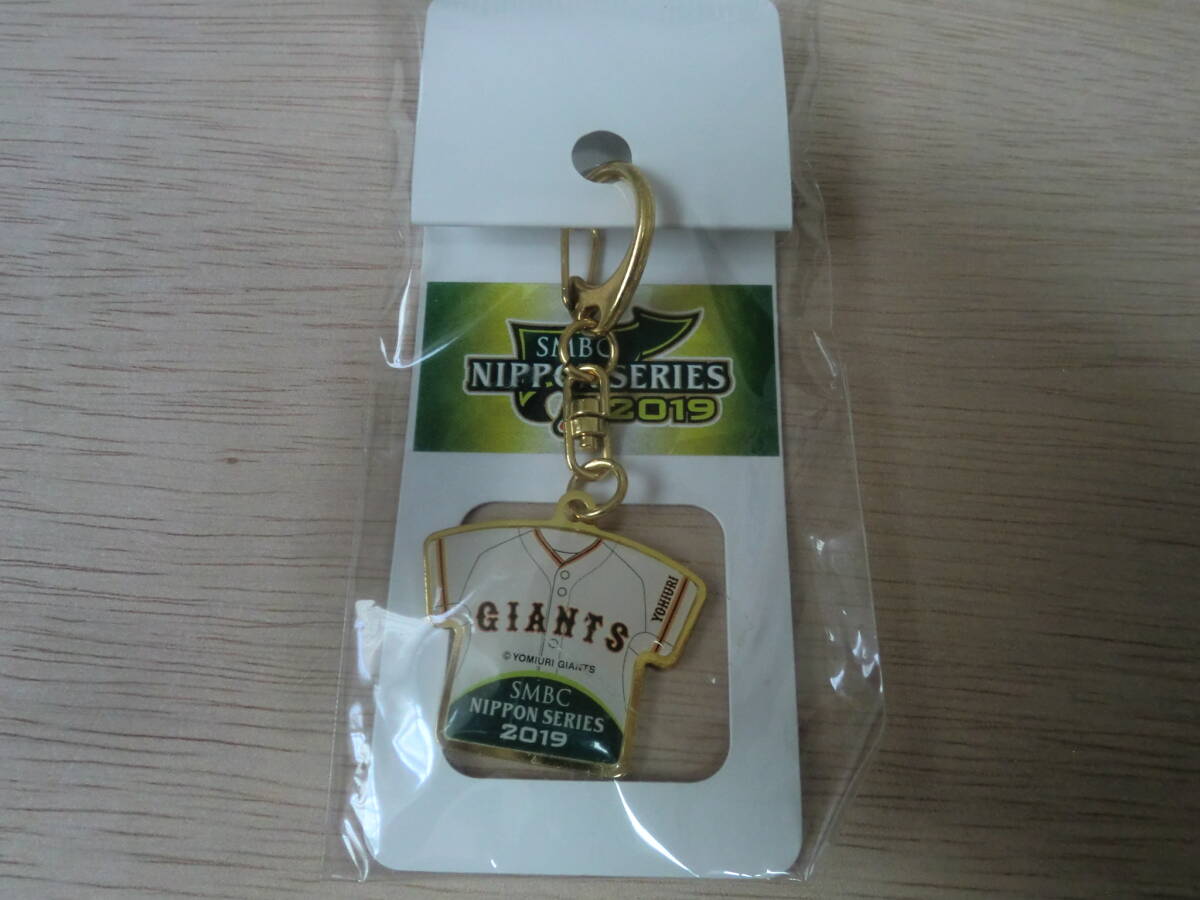 SMBC
NIPPON SERIES
2019
YOMIURI
GIANTS
© YOMIURI GIANTS
SMBC
NIPPON SERIES
2019